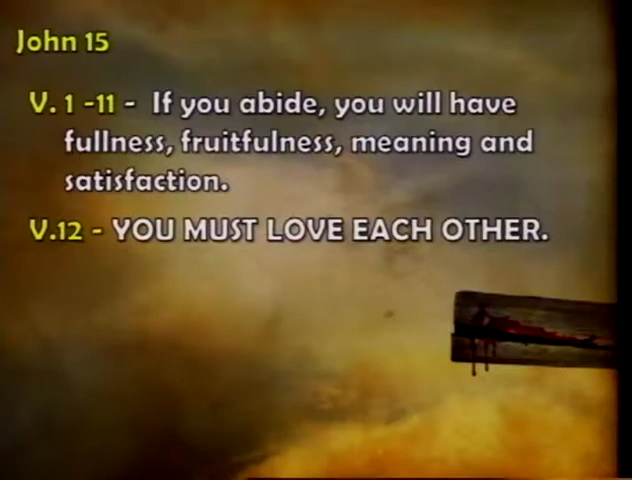 John 15
V. 1 -11 - If you abide, you will have
fullness, fruitfulness, meaning and
satisfaction.
V.12 - YOU MUST LOVE EACH OTHER.